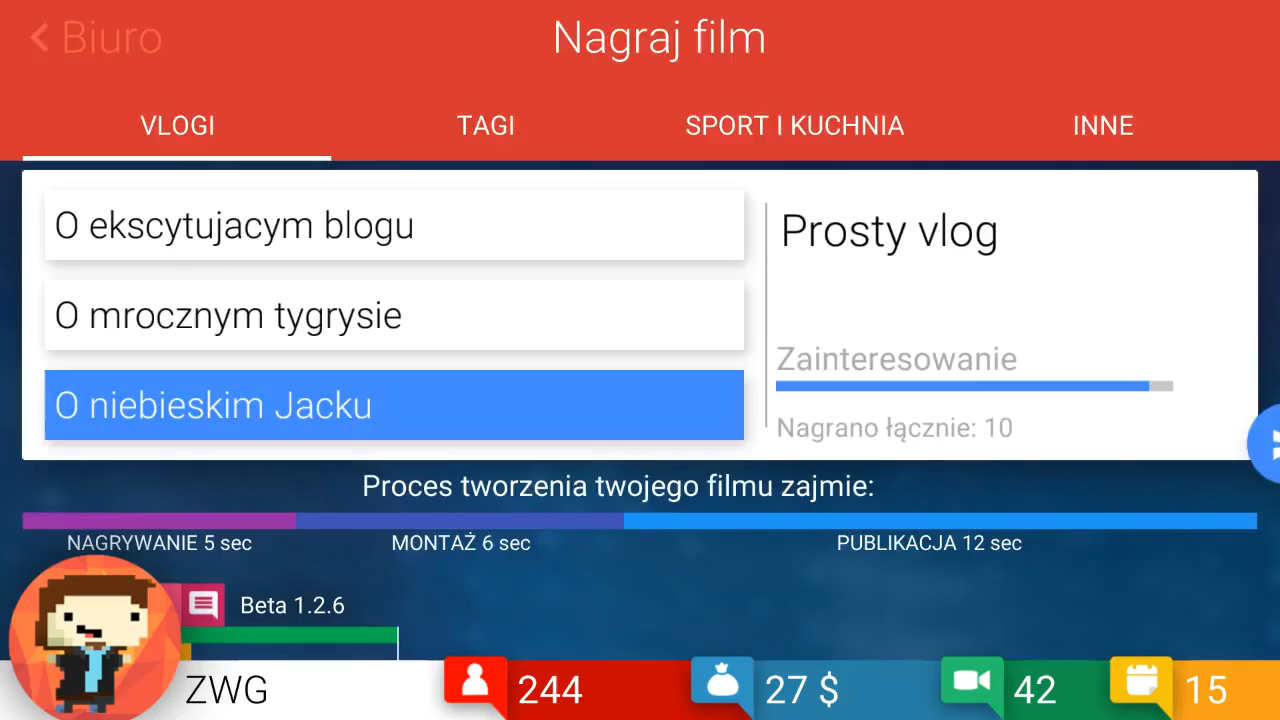 Biuro
Nagraj film
VLOGI
TAGI
SPORT I KUCHNIA
INNE
O ekscytujacym blogu
O mrocznym tygrysie
O niebieskim Jacku
Prosty vlog
Zainteresowanie
Nagrano łącznie: 10
Proces tworzenia twojego filmu zajmie:
NAGRYWANIE 5 sec
MONTAŻ 6 sec
PUBLIKACJA 12 sec
Beta 1.2.6
ZWG
244
27 $
42
15